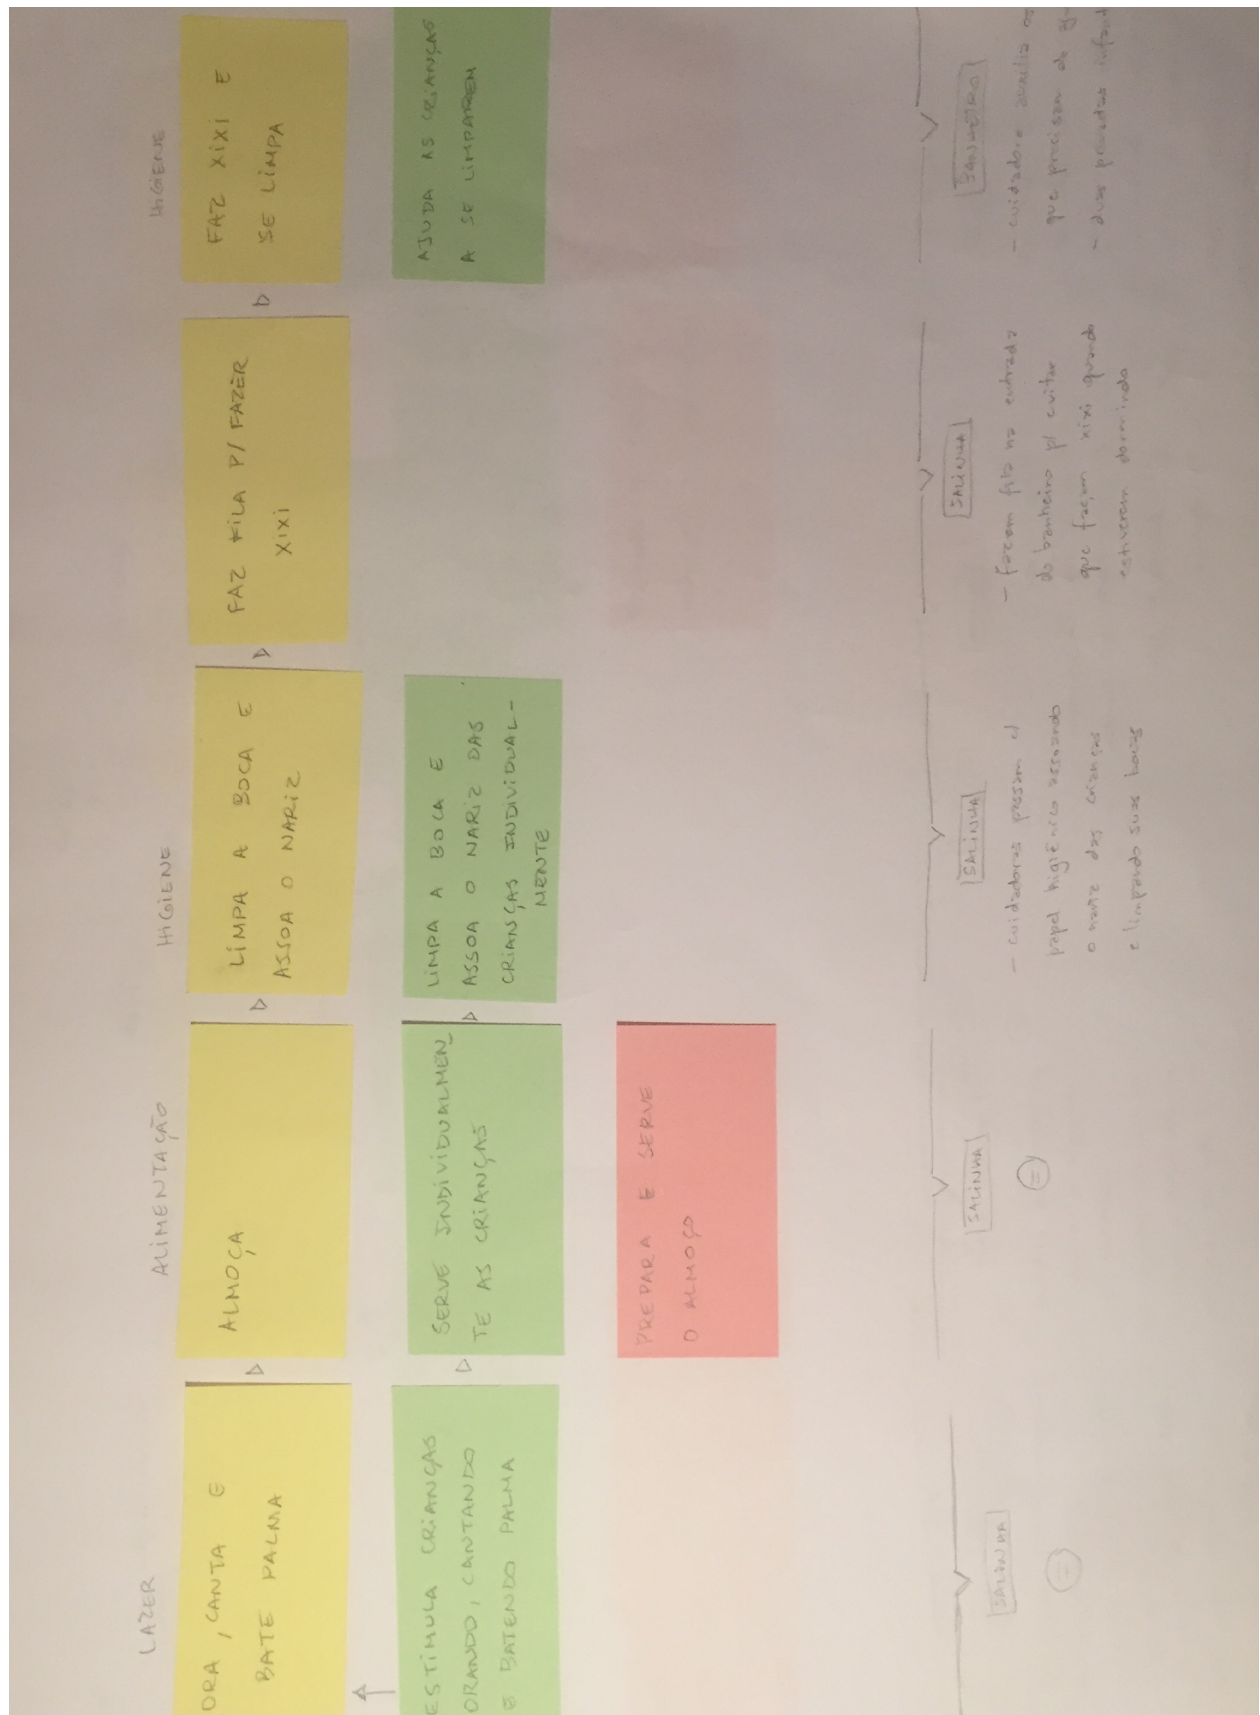 LAZER
ALIMENTAÇÃO
HIGIENE
HIGIENE
ORA, CANTA E
BATE PALMA
ALMOÇA
LIMPA A BOCA E
ASSOA O NARIZ
FAZ FILA P/ FAZER
XIXI
FAZ XIXI E
SE LIMPA
ESTIMULA CRIANÇAS
ORANDO, CANTANDO
E BATENDO PALMA
SERVE INDIVIDUALMEN
TE AS CRIANÇAS
LIMPA A BOCA E
ASSOA O NARIZ DAS
CRIANÇAS INDIVIDUAL-
MENTE
AJUDA AS CRIANÇAS
A SE LIMPAREM
PREPARA E SERVE
O ALMOÇO
SALINHA
=
SALINHA
=
SALINHA
- cuidadoras passam c/
papel higiênico assoando
o nariz das crianças
e limpando suas bocas
SALINHA
- fazem fila na entrada
do banheiro p/ evitar
que façam xixi quando
estiverem dormindo
BANHEIRO
- cuidadora auxilia
que precisam de
- duas privadas